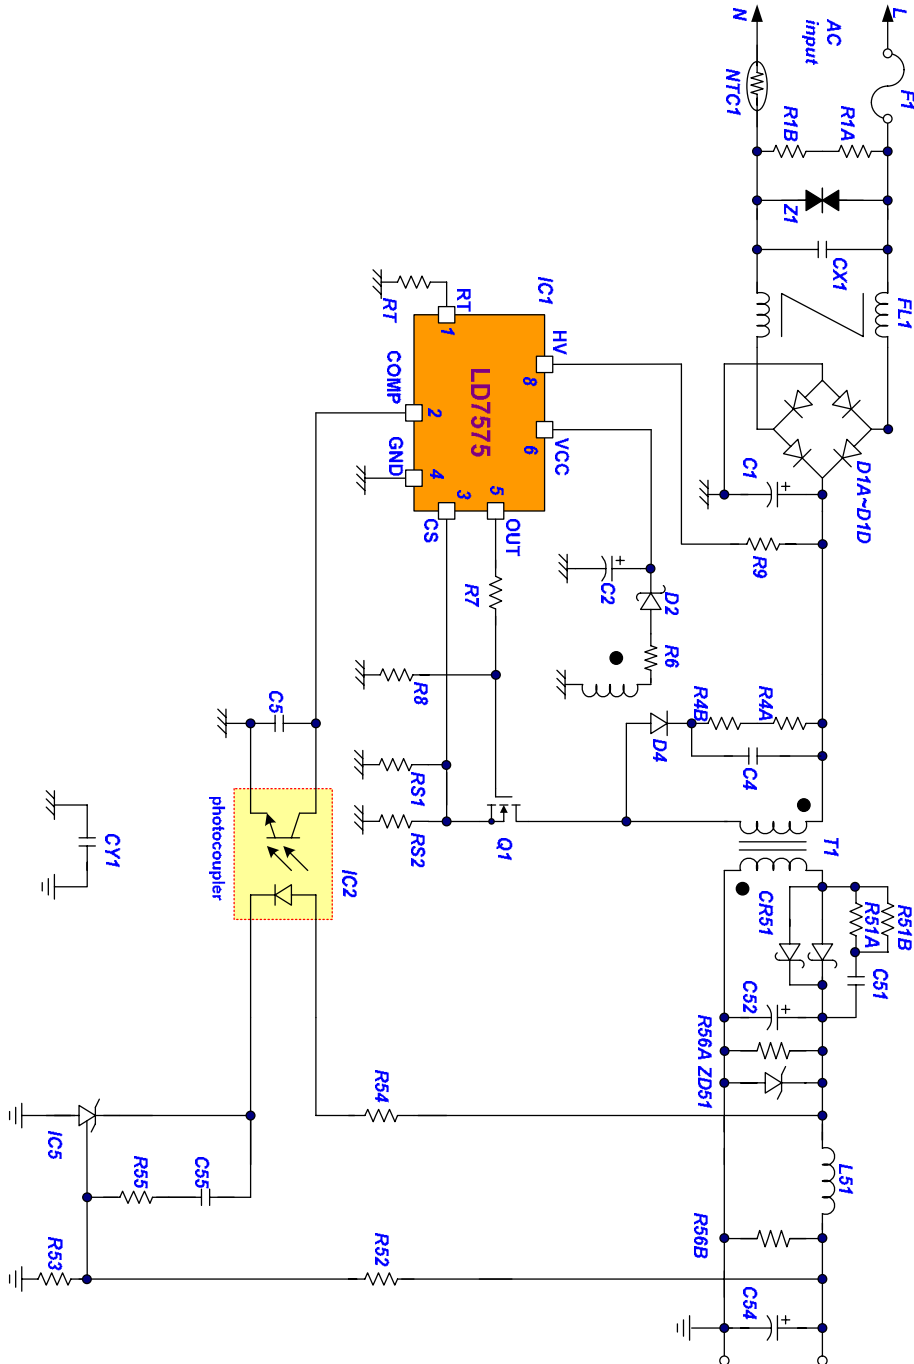 AC
input
L
N
F1
NTC1
R1A
R1B
Z1
CX1
FL1
D1A~D1D
C1
R9
R4A
R4B
C4
D4
T1
CR51
R51A
R51B
C51
C52
R56A
ZD51
L51
R56B
C54
IC1
LD7575
HV
8
VCC
6
RT
1
RT
COMP
2
GND
4
CS
3
OUT
5
C2
D2
R6
R7
R8
Q1
RS1
RS2
C5
IC2
photocoupler
CY1
R54
R52
IC5
R55
C55
R53
+
+
+
+